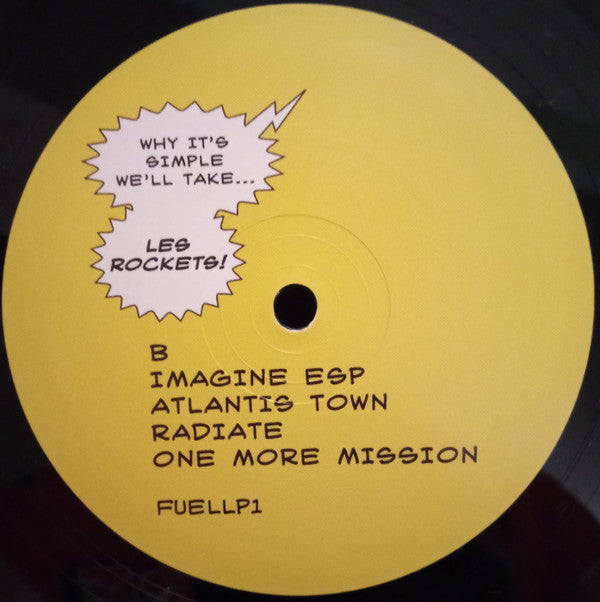 WHY IT'S
SIMPLE
WE'LL TAKE...
LES
ROCKETS!
B
IMAGINE ESP
ATLANTIS TOWN
RADIATE
ONE MORE MISSION
FUELLP1